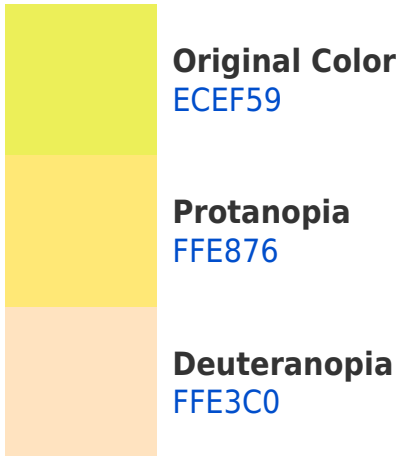 Original Color
ECEF59
Protanopia
FFE876
Deuteranopia
FFE3C0